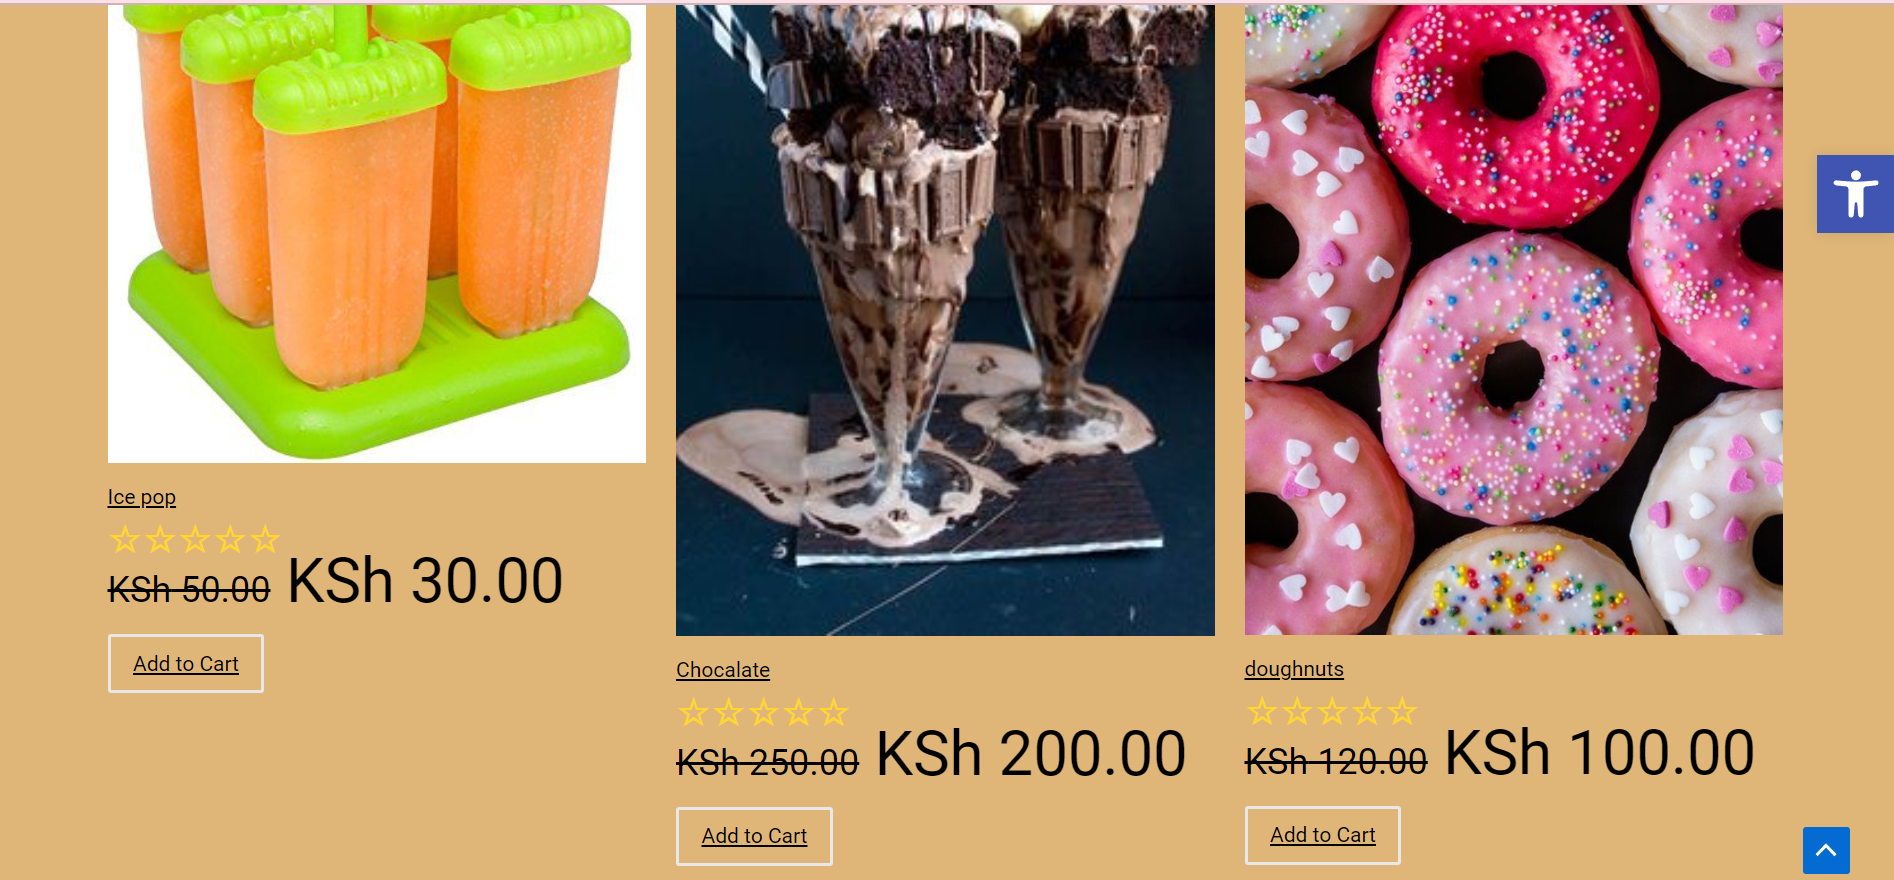 Ice pop
KSh 50.00 KSh 30.00
Add to Cart
Chocalate
KSh 250.00 KSh 200.00
Add to Cart
doughnuts
KSh 120.00 KSh 100.00
Add to Cart